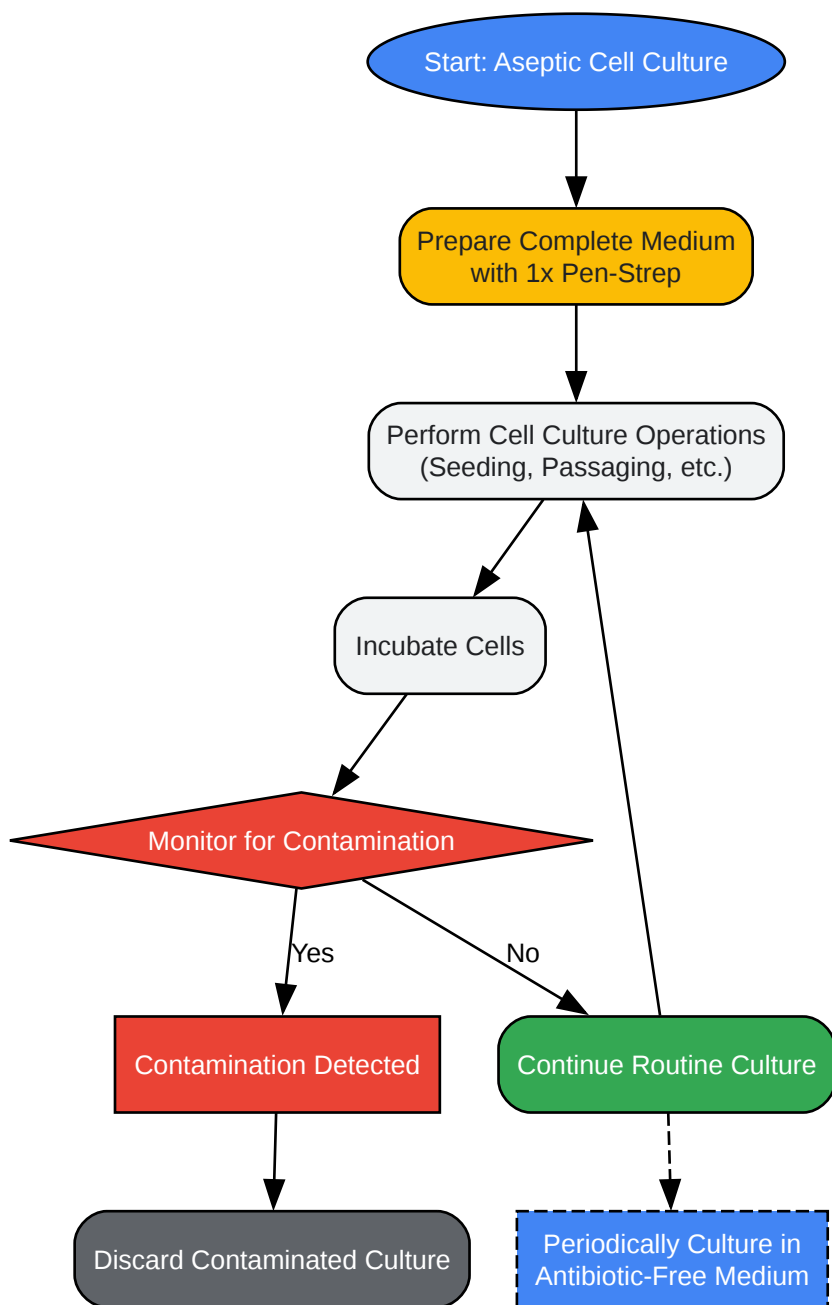 Start: Aseptic Cell Culture
Prepare Complete Medium
with 1x Pen-Strep
Perform Cell Culture Operations
(Seeding, Passaging, etc.)
Incubate Cells
Monitor for Contamination
Yes
No
Contamination Detected
Continue Routine Culture
Discard Contaminated Culture
Periodically Culture in
Antibiotic-Free Medium